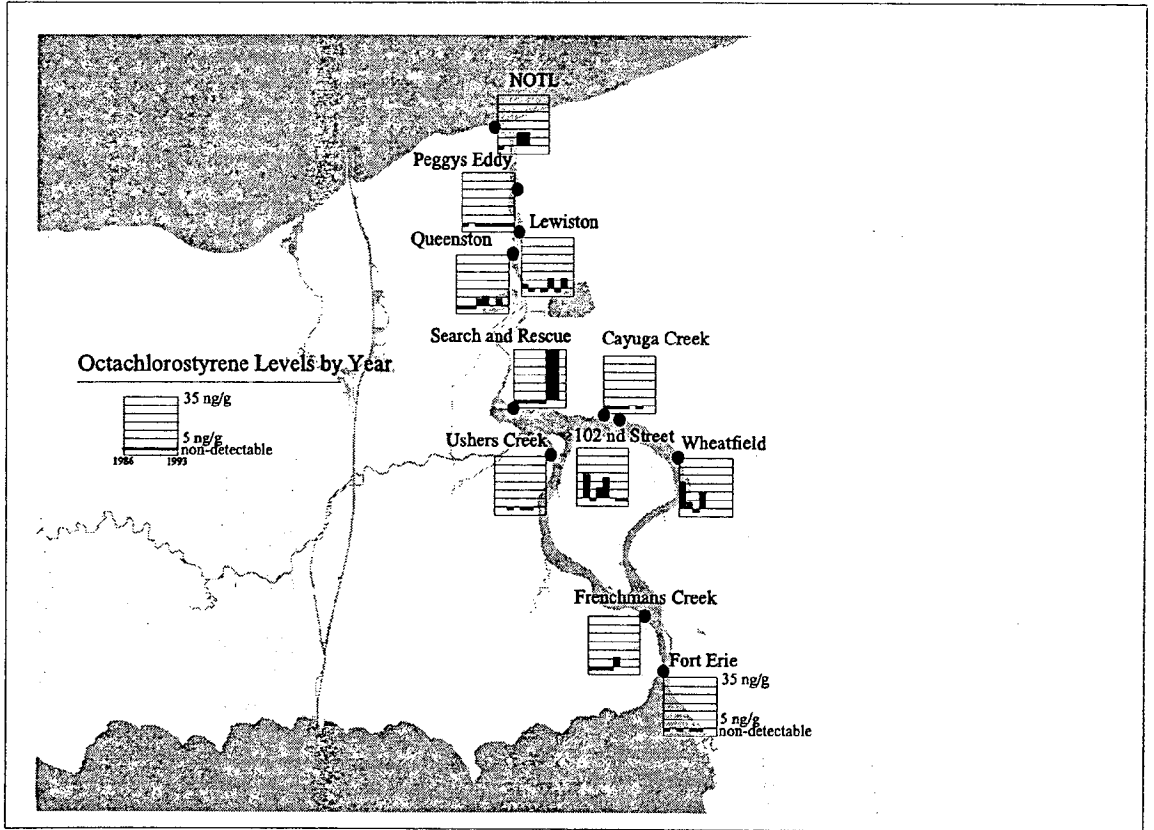 NOTL
Peggys Eddy
Lewiston
Queenston
Search and Rescue
Cayuga Creek
Octachlorostyrene Levels by Year
35 ng/g
5 ng/g
non-detectable
1986 1993
Ushers Creek
102 nd Street
Wheatfield
Frenchmans Creek
Fort Erie
35 ng/g
5 ng/g
non-detectable